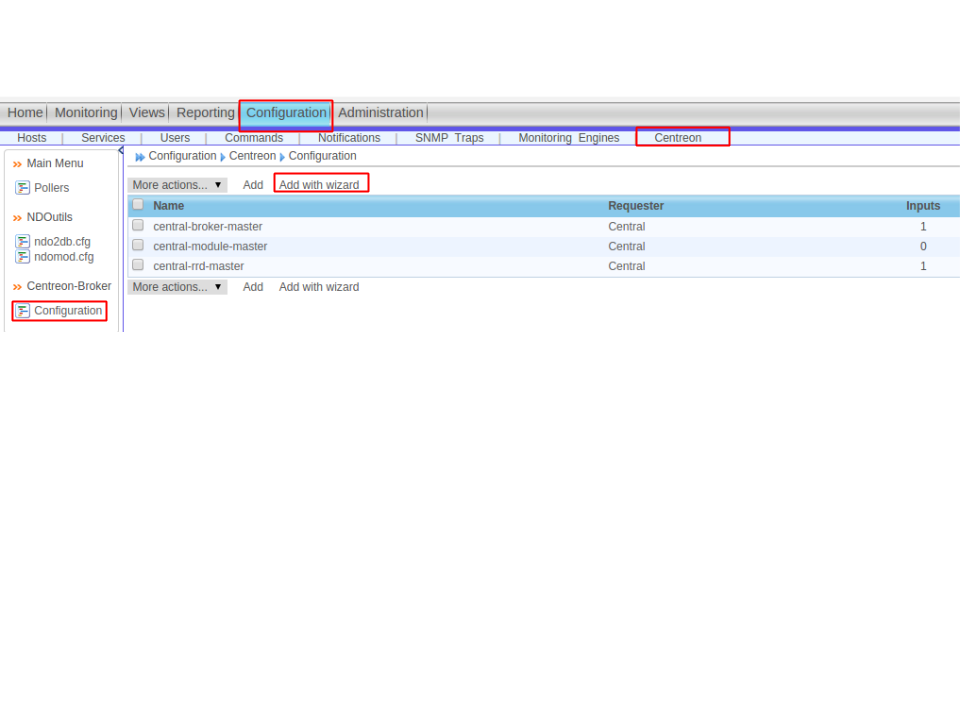 Home Monitoring Views Reporting Configuration Administration
Hosts | Services | Users | Commands | Notifications | SNMP Traps | Monitoring Engines Centreon
Main Menu
Pollers
NDOutils
ndo2db.cfg
ndomod.cfg
Centreon-Broker
Configuration
Configuration Centreon Configuration
More actions... Add Add with wizard
Name Requester Inputs
central-broker-master Central 1
central-module-master Central 0
central-rrd-master Central 1
More actions... Add Add with wizard